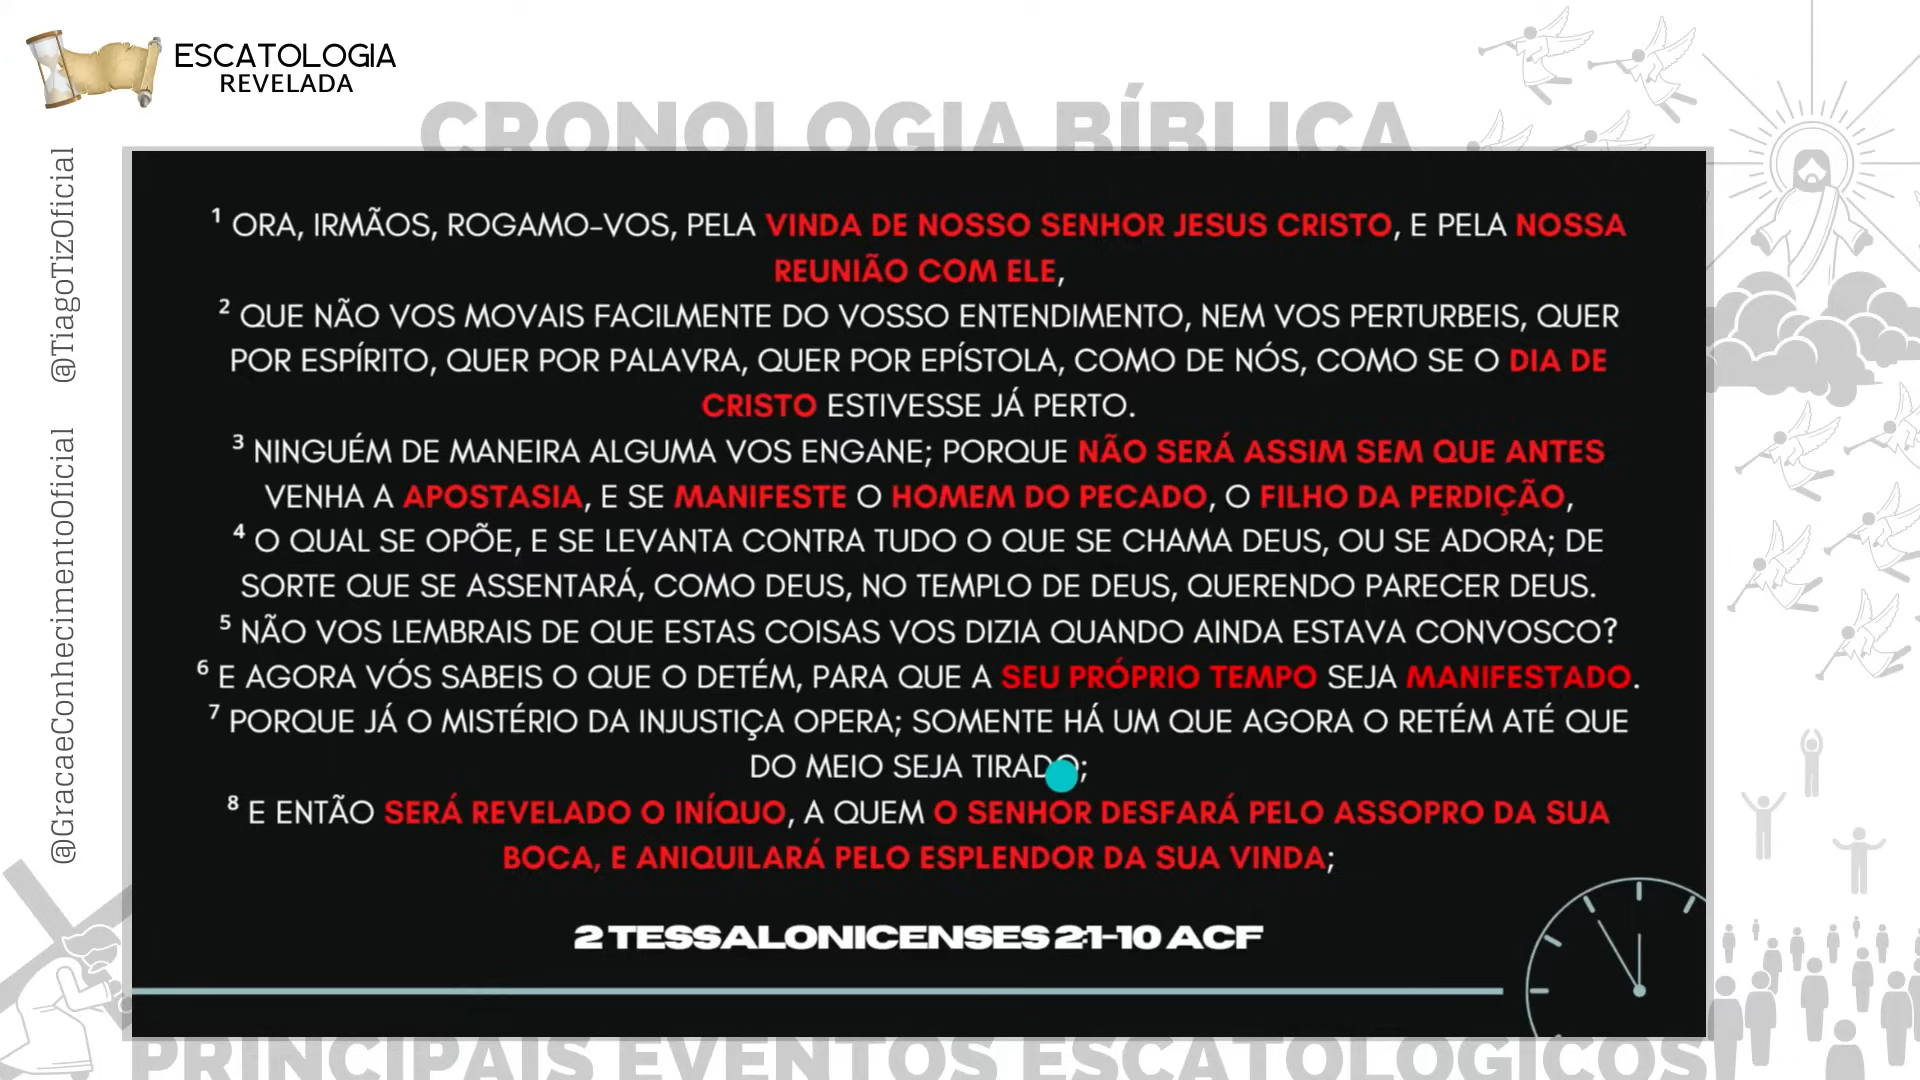 ESCATOLOGIA
REVELADA
CRONOLOGIA BÍBLICA
@TiagoTizOficial
@GracaeConhecimentoOficial
¹ ORA, IRMÃOS, ROGAMO-VOS, PELA VINDA DE NOSSO SENHOR JESUS CRISTO, E PELA NOSSA
REUNIÃO COM ELE,
² QUE NÃO VOS MOVAIS FACILMENTE DO VOSSO ENTENDIMENTO, NEM VOS PERTURBEIS, QUER
POR ESPÍRITO, QUER POR PALAVRA, QUER POR EPÍSTOLA, COMO DE NÓS, COMO SE O DIA DE
CRISTO ESTIVESSE JÁ PERTO.
³ NINGUÉM DE MANEIRA ALGUMA VOS ENGANE; PORQUE NÃO SERÁ ASSIM SEM QUE ANTES
VENHA A APOSTASIA, E SE MANIFESTE O HOMEM DO PECADO, O FILHO DA PERDIÇÃO,
⁴ O QUAL SE OPÕE, E SE LEVANTA CONTRA TUDO O QUE SE CHAMA DEUS, OU SE ADORA; DE
SORTE QUE SE ASSENTARÁ, COMO DEUS, NO TEMPLO DE DEUS, QUERENDO PARECER DEUS.
⁵ NÃO VOS LEMBRAIS DE QUE ESTAS COISAS VOS DIZIA QUANDO AINDA ESTAVA CONVOSCO?
⁶ E AGORA VÓS SABEIS O QUE O DETÉM, PARA QUE A SEU PRÓPRIO TEMPO SEJA MANIFESTADO.
⁷ PORQUE JÁ O MISTÉRIO DA INJUSTIÇA OPERA; SOMENTE HÁ UM QUE AGORA O RETÉM ATÉ QUE
DO MEIO SEJA TIRADO;
⁸ E ENTÃO SERÁ REVELADO O INÍQUO, A QUEM O SENHOR DESFARÁ PELO ASSOPRO DA SUA
BOCA, E ANIQUILARÁ PELO ESPLENDOR DA SUA VINDA;
2 TESSALONICENSES 2:1-10 ACF
PRINCIPAIS EVENTOS ESCATOLOGICOS